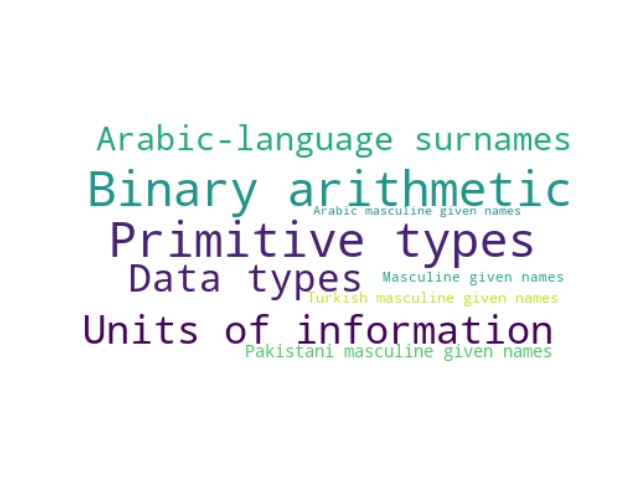 Arabic-language surnames
Binary arithmetic
Arabic masculine given names
Primitive types
Data types
Masculine given names
Turkish masculine given names
Units of information
Pakistani masculine given names